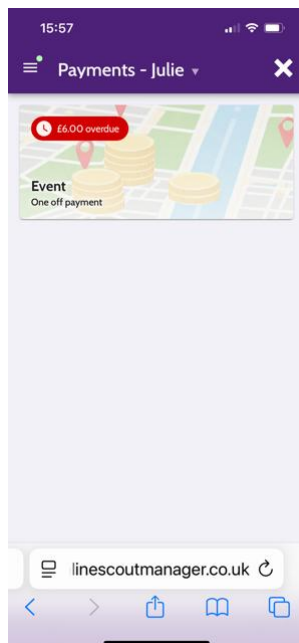 15:57
Payments - Julie
£6.00 overdue
Event
One off payment
linescoutmanager.co.uk